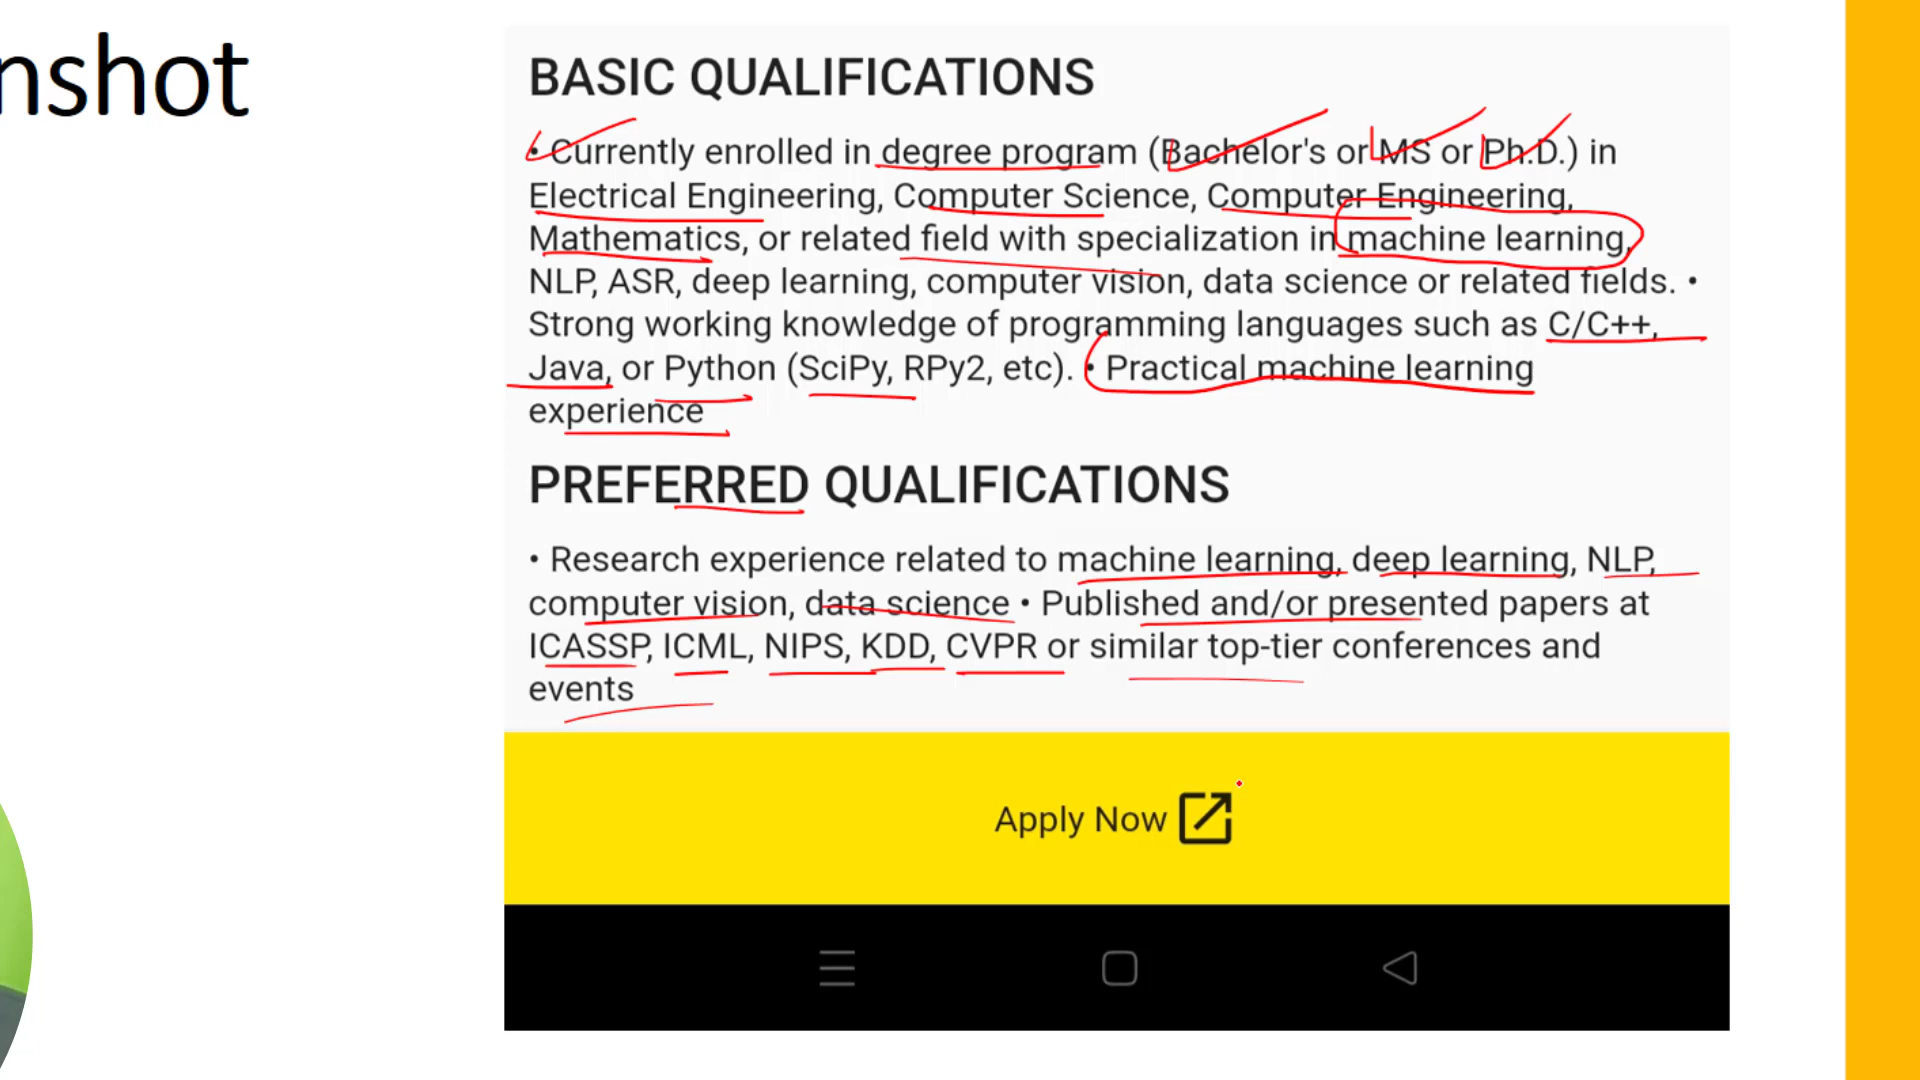 nshot
BASIC QUALIFICATIONS
• Currently enrolled in degree program (Bachelor's or MS or Ph.D.) in
Electrical Engineering, Computer Science, Computer Engineering,
Mathematics, or related field with specialization in machine learning,
NLP, ASR, deep learning, computer vision, data science or related fields. •
Strong working knowledge of programming languages such as C/C++,
Java, or Python (SciPy, RPy2, etc). • Practical machine learning
experience
PREFERRED QUALIFICATIONS
• Research experience related to machine learning, deep learning, NLP,
computer vision, data science • Published and/or presented papers at
ICASSP, ICML, NIPS, KDD, CVPR or similar top-tier conferences and
events
Apply Now